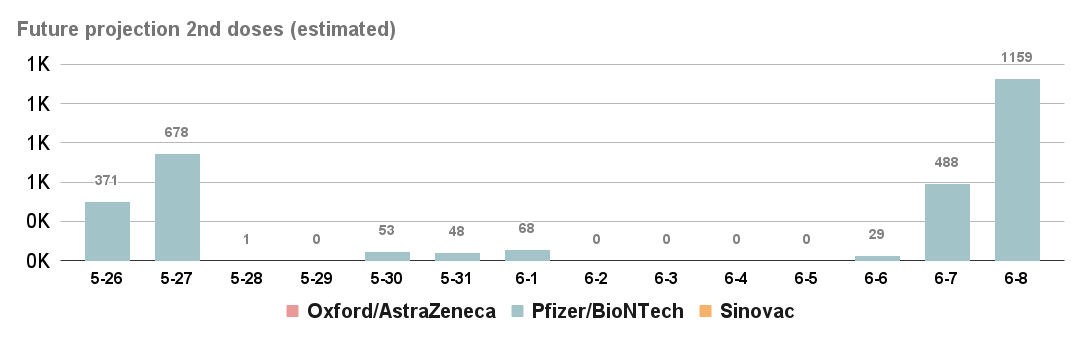 Future projection 2nd doses (estimated)
1K
1K
1K
1K
0K
0K
371
678
1
0
53
48
68
0
0
0
0
29
488
1159
5-26 5-27 5-28 5-29 5-30 5-31 6-1 6-2 6-3 6-4 6-5 6-6 6-7 6-8
Oxford/AstraZeneca Pfizer/BioNTech Sinovac